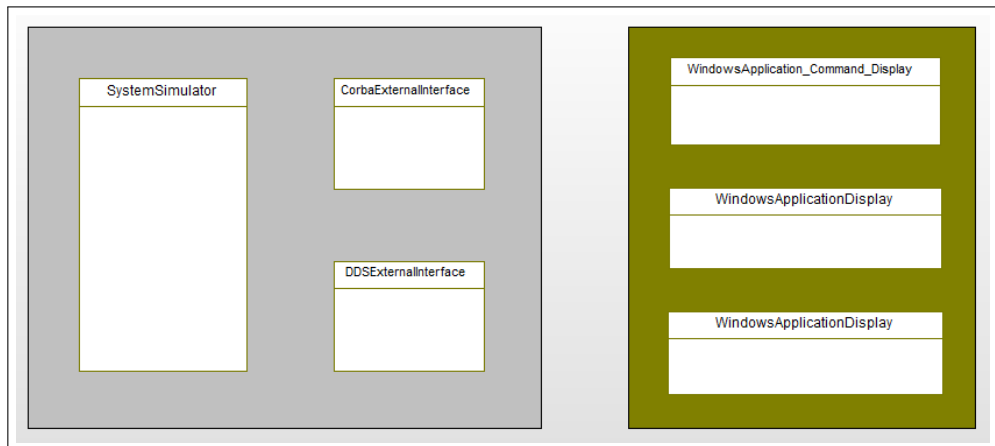 SystemSimulator
CorbaExternalInterface
DDSExternalInterface
WindowsApplication_Command_Display
WindowsApplicationDisplay
WindowsApplicationDisplay